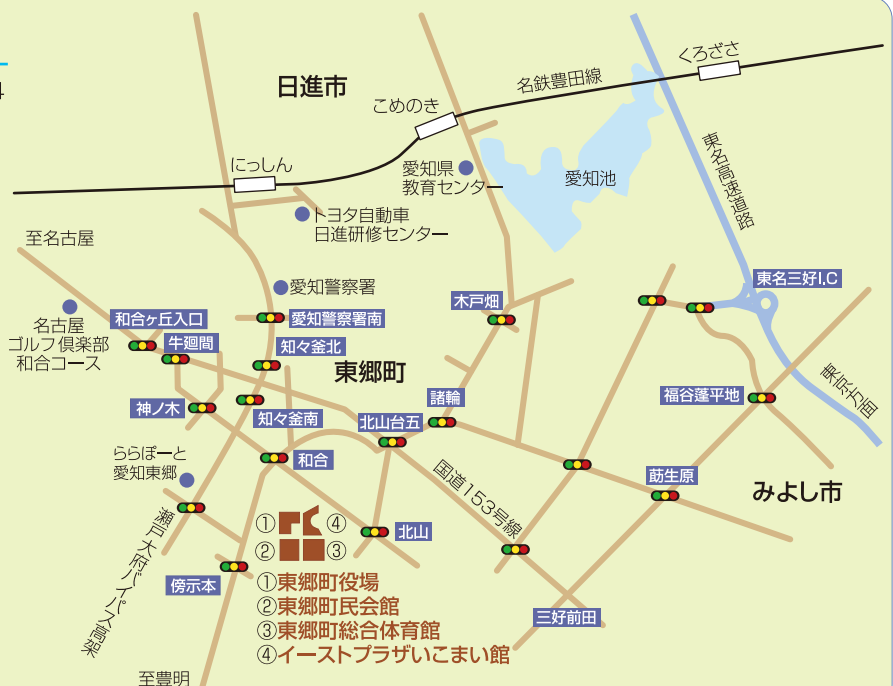 くろざさ
名鉄豊田線
日進市
こめのき
東名高速道路
にっしん
愛知県
教育センター
愛知池
トヨタ自動車
日進研修センター
至名古屋
東名三好I,C
愛知警察署
木戸畑
名古屋
ゴルフ倶楽部
和合コース
和合ヶ丘入口
愛知警察署南
牛廻間
知々釜北
東郷町
東京方面
神ノ木
知々釜南
諸輪
福谷蓬平地
北山台五
ららぽーと
愛知東郷
和合
国道153号線
莇生原
みよし市
瀬戸大府バイパス高架
① ④
② ③
北山
傍示本
①東郷町役場
②東郷町民会館
③東郷町総合体育館
④イーストプラザいこまい館
三好前田
至豊明